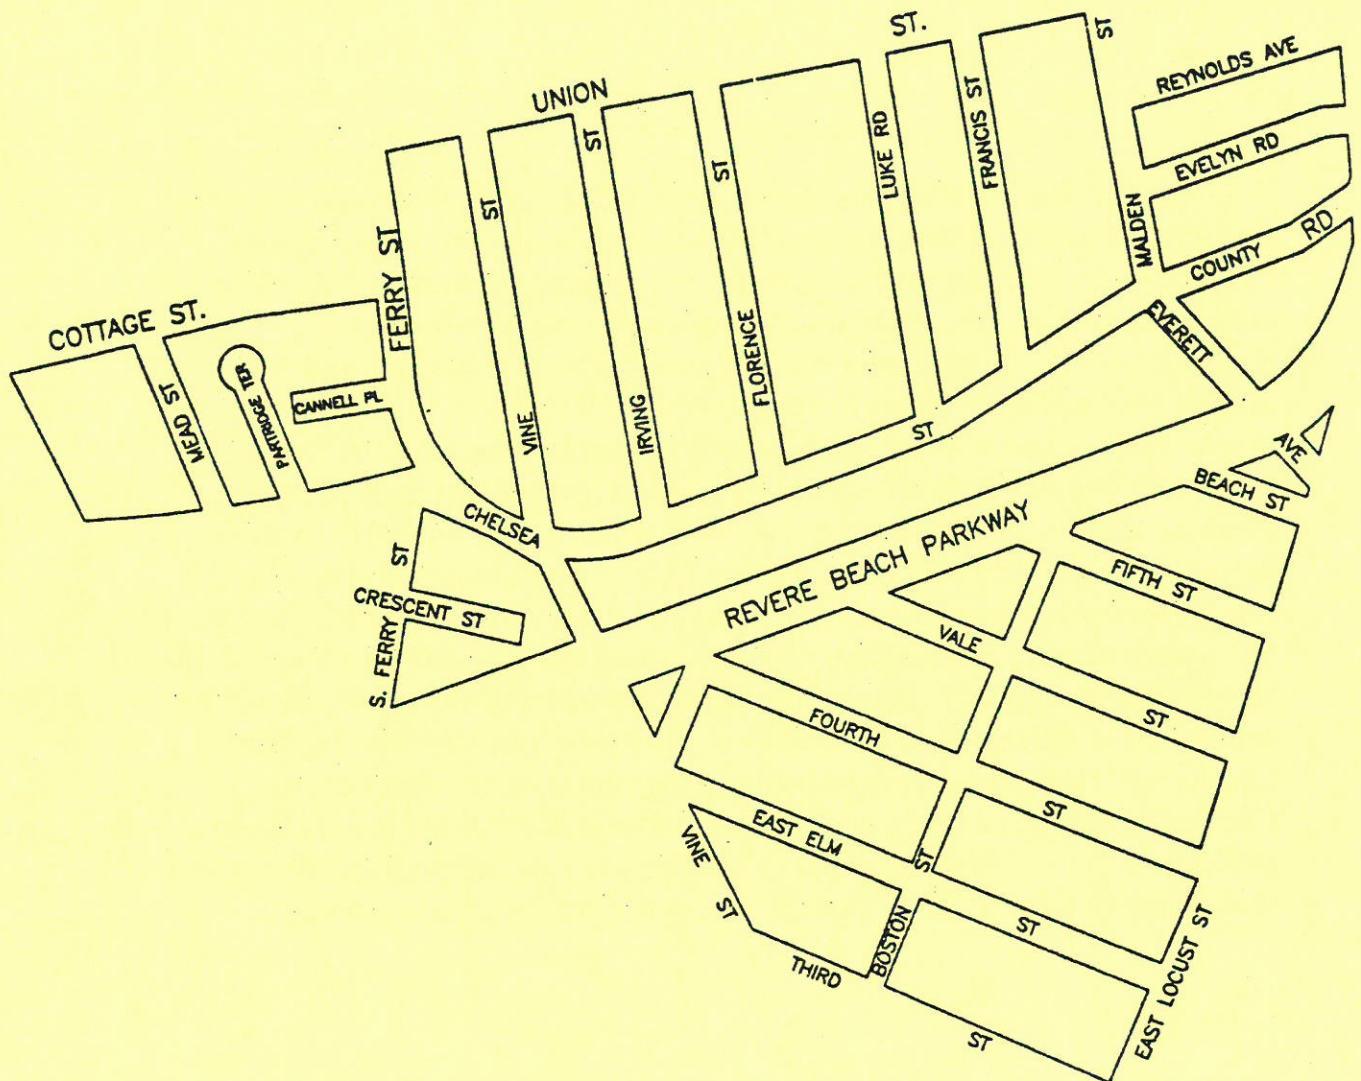 ST.
ST
REYNOLDS AVE
UNION
ST
ST
LUKE RD
FRANCIS ST
EVELYN RD
ST
FERRY ST
MALDEN
COUNTY RD
COTTAGE ST.
EVERETT
MEAD ST
PARTRIDGE TER
CANNELL PL
VINE
IRVING
FLORENCE
ST
AVE
BEACH ST
CHELSEA
REVERE BEACH PARKWAY
ST
CRESCENT ST
FIFTH ST
S. FERRY
VALE
ST
FOURTH
ST
EAST ELM
ST
VINE
ST
ST
BOSTON
THIRD
ST
EAST LOCUST ST